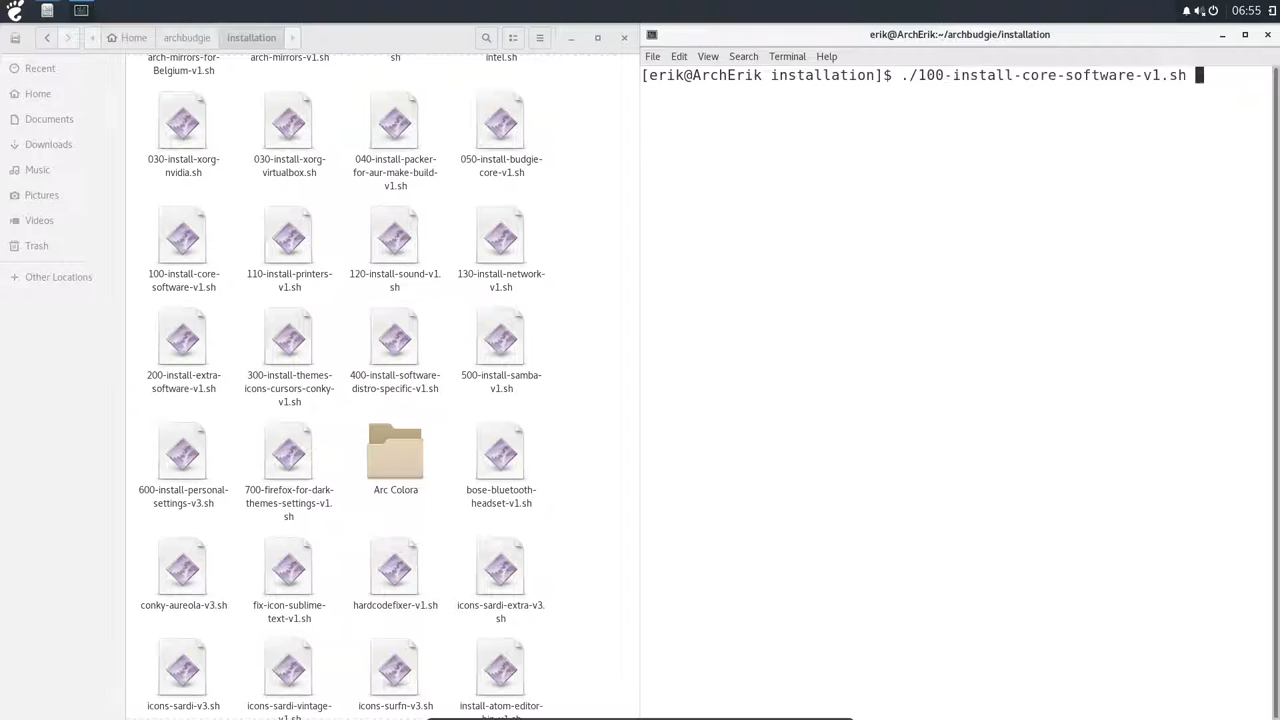 06:55
Home
archbudgie
installation
erik@ArchErik:~/archbudgie/installation
File Edit View Search Terminal Help
[erik@ArchErik installation]$ ./100-install-core-software-v1.sh
Recent
Home
Documents
Downloads
Music
Pictures
Videos
Trash
Other Locations
arch-mirrors-for-
Belgium-v1.sh
arch-mirrors-v1.sh
sh
intel.sh
030-install-xorg-
nvidia.sh
030-install-xorg-
virtualbox.sh
040-install-packer-
for-aur-make-build-
v1.sh
050-install-budgie-
core-v1.sh
100-install-core-
software-v1.sh
110-install-printers-
v1.sh
120-install-sound-v1.
sh
130-install-network-
v1.sh
200-install-extra-
software-v1.sh
300-install-themes-
icons-cursors-conky-
v1.sh
400-install-software-
distro-specific-v1.sh
500-install-samba-
v1.sh
600-install-personal-
settings-v3.sh
700-firefox-for-dark-
themes-settings-v1.
sh
Arc Colora
bose-bluetooth-
headset-v1.sh
conky-aureola-v3.sh
fix-icon-sublime-
text-v1.sh
hardcodefixer-v1.sh
icons-sardi-extra-v3.
sh
icons-sardi-v3.sh
icons-sardi-vintage-
v1.sh
icons-surfn-v3.sh
install-atom-editor-
bin-v1.sh